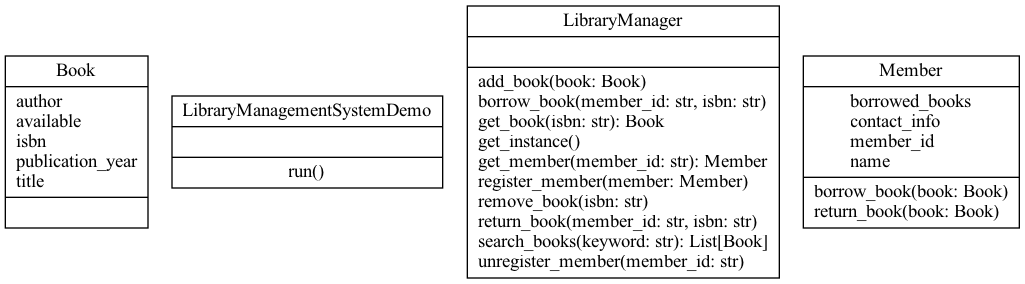 Book
author
available
isbn
publication_year
title
LibraryManagementSystemDemo
run()
LibraryManager
add_book(book: Book)
borrow_book(member_id: str, isbn: str)
get_book(isbn: str): Book
get_instance()
get_member(member_id: str): Member
register_member(member: Member)
remove_book(isbn: str)
return_book(member_id: str, isbn: str)
search_books(keyword: str): List[Book]
unregister_member(member_id: str)
Member
borrowed_books
contact_info
member_id
name
borrow_book(book: Book)
return_book(book: Book)